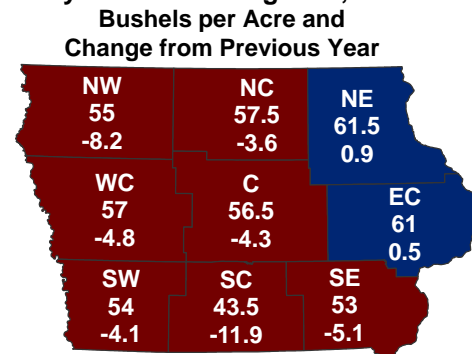 Bushels per Acre and
Change from Previous Year
NW
55
-8.2
NC
57.5
-3.6
NE
61.5
0.9
WC
57
-4.8
C
56.5
-4.3
EC
61
0.5
SW
54
-4.1
SC
43.5
-11.9
SE
53
-5.1